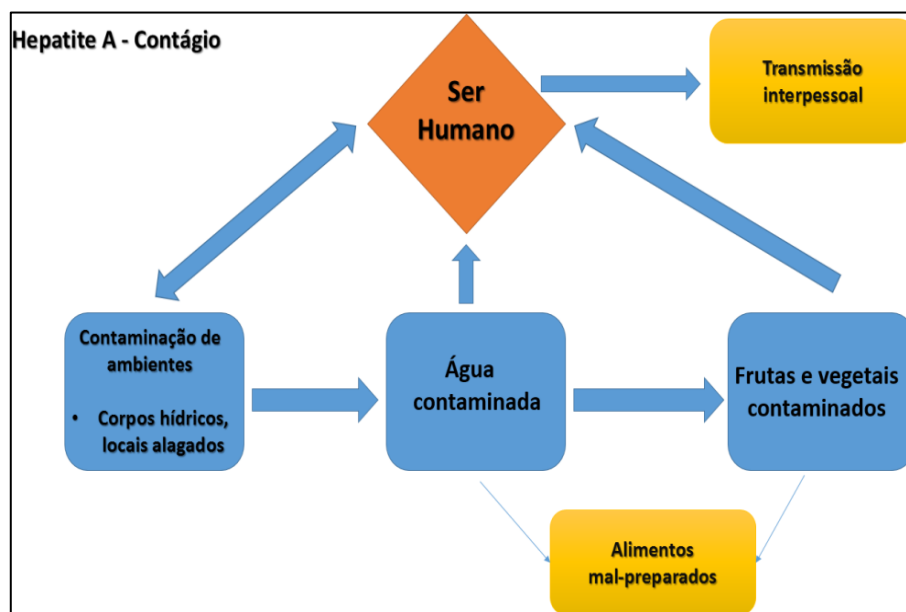 Hepatite A - Contágio
Ser
Humano
Transmissão
interpessoal
Contaminação de
ambientes
• Corpos hídricos,
locais alagados
Água
contaminada
Frutas e vegetais
contaminados
Alimentos
mal-preparados